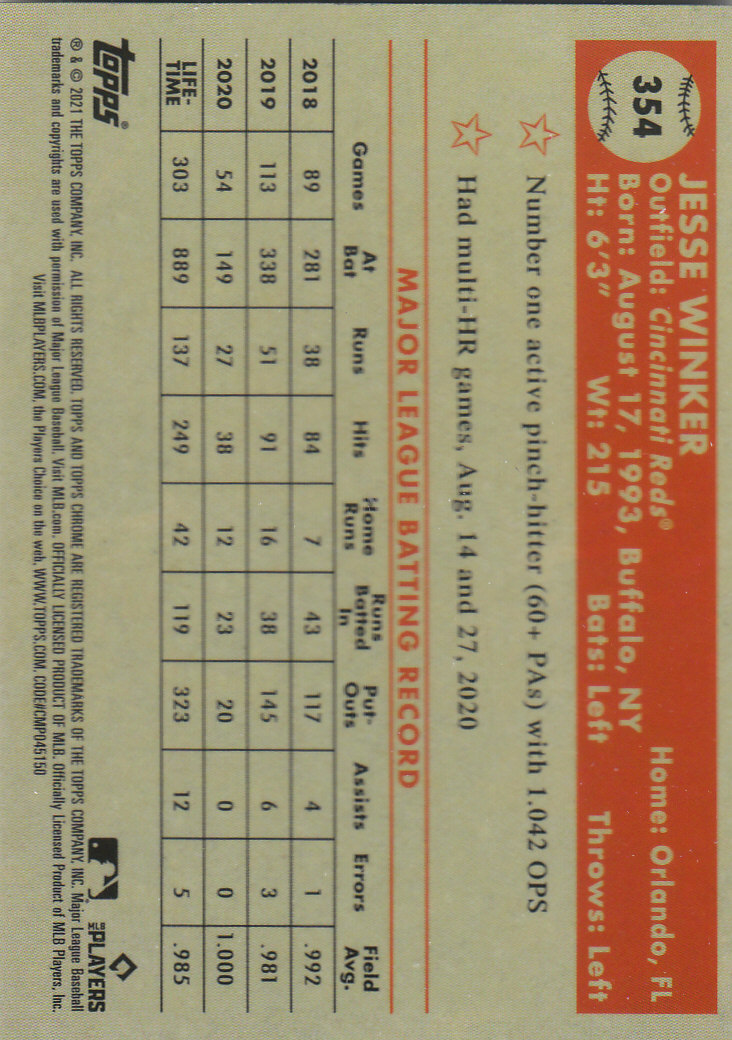 354
JESSE WINKER
Outfield: Cincinnati Reds® Home: Orlando, FL
Born: August 17, 1993, Buffalo, NY
Ht: 6'3" Wt: 215 Bats: Left Throws: Left
☆ Number one active pinch-hitter (60+ PAs) with 1.042 OPS
☆ Had multi-HR games, Aug. 14 and 27, 2020
MAJOR LEAGUE BATTING RECORD
Games At Bat Runs Hits Home Runs Runs Batted In Put-Outs Assists Errors Field Avg.
2018 89 281 38 84 7 43 117 4 1 .992
2019 113 338 51 91 16 38 145 6 3 .981
2020 54 149 27 38 12 23 20 0 0 1.000
LIFE-TIME 303 889 137 249 42 119 323 12 5 .985
topps®
® & © 2021 THE TOPPS COMPANY, INC. ALL RIGHTS RESERVED. TOPPS AND TOPPS CHROME ARE REGISTERED TRADEMARKS OF THE TOPPS COMPANY, INC. Major League Baseball
trademarks and copyrights are used with permission of Major League Baseball. Visit MLB.com. OFFICIALLY LICENSED PRODUCT OF MLB. Officially Licensed Product of MLB Players, Inc.
Visit MLBPLAYERS.COM, the Players Choice on the web. WWW.TOPPS.COM. CODE#CMP045150
MLB PLAYERS